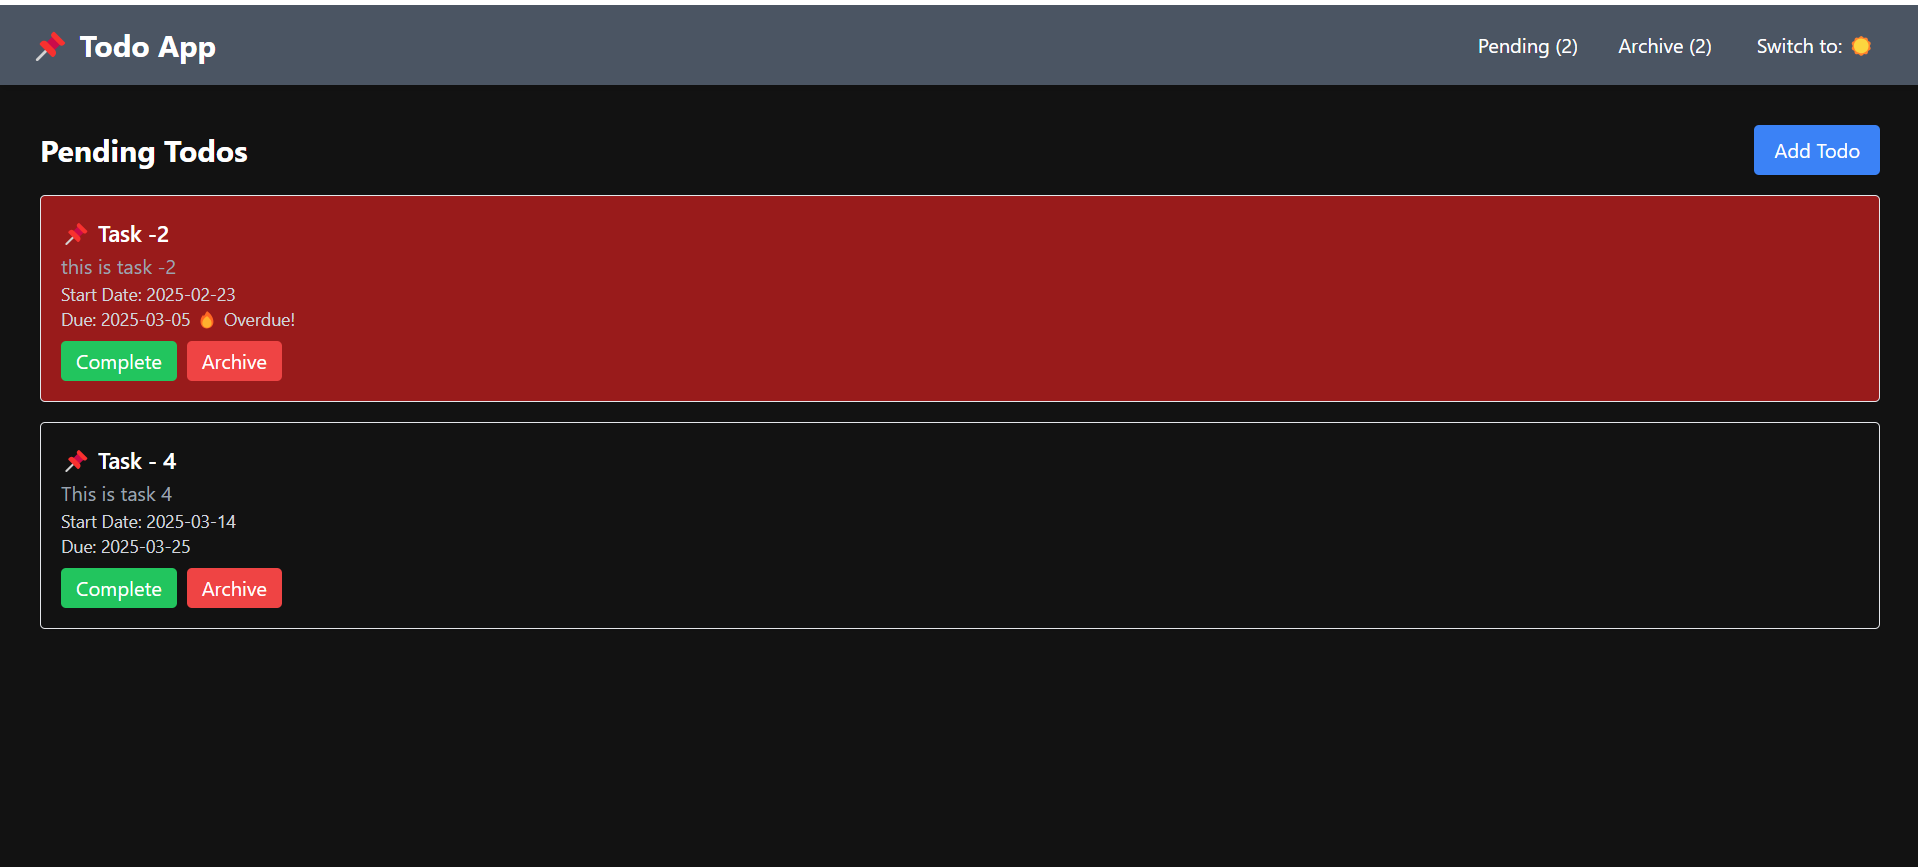 📌 Todo App
Pending (2) Archive (2) Switch to: ☀️
Pending Todos
Add Todo
📌 Task -2
this is task -2
Start Date: 2025-02-23
Due: 2025-03-05 🔥 Overdue!
Complete Archive
📌 Task - 4
This is task 4
Start Date: 2025-03-14
Due: 2025-03-25
Complete Archive